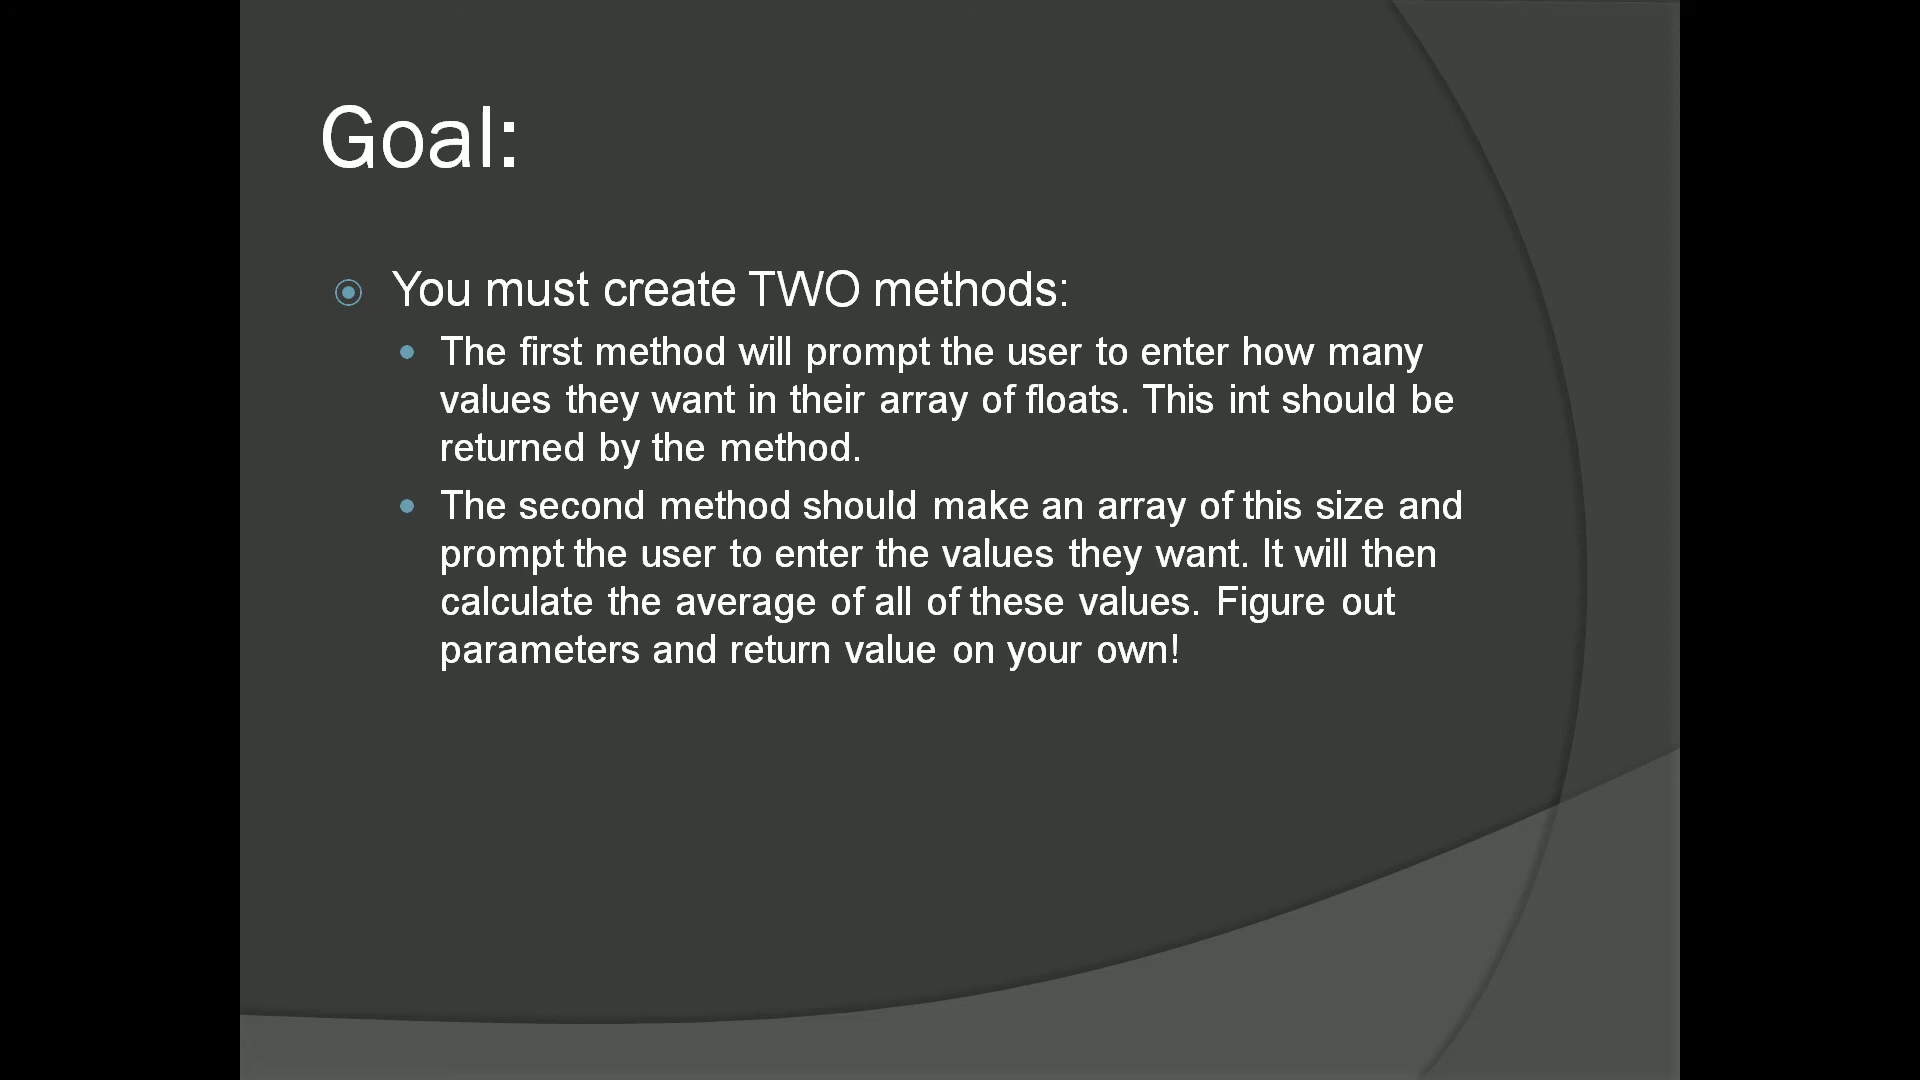 Goal:
You must create TWO methods:
The first method will prompt the user to enter how many
values they want in their array of floats. This int should be
returned by the method.
The second method should make an array of this size and
prompt the user to enter the values they want. It will then
calculate the average of all of these values. Figure out
parameters and return value on your own!